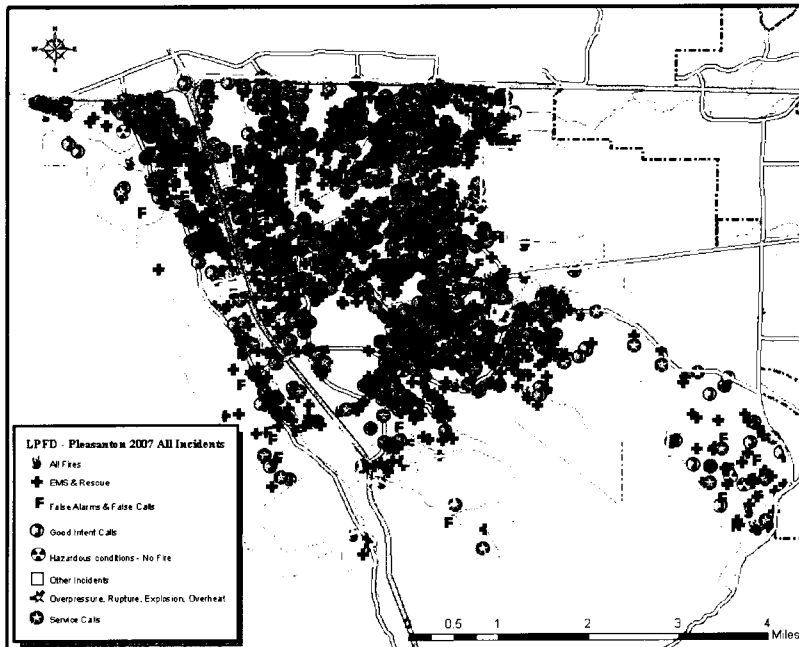 N
W E
S
LPFD - Pleasanton 2007 All Incidents
All Fires
EMS & Rescue
F False Alarms & False Calls
Good Intent Calls
Hazardous conditions - No Fire
Other Incidents
Overpressure, Rupture, Explosion, Overheat
Service Calls
0 0.5 1 2 3 4
Miles